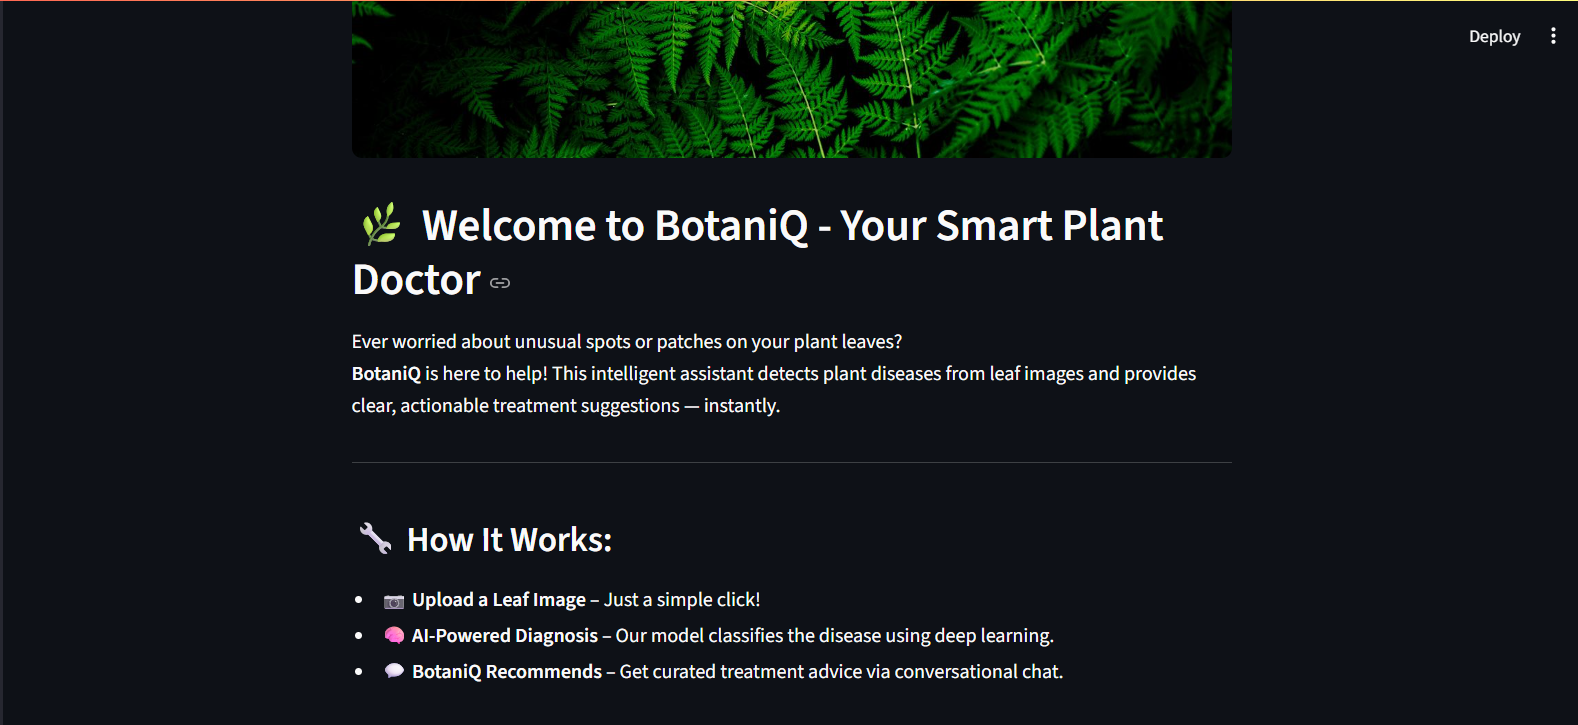 Deploy
🌿 Welcome to BotaniQ - Your Smart Plant
Doctor
Ever worried about unusual spots or patches on your plant leaves?
BotaniQ is here to help! This intelligent assistant detects plant diseases from leaf images and provides
clear, actionable treatment suggestions — instantly.
🔧 How It Works:
• 📷 Upload a Leaf Image – Just a simple click!
• 🧠 AI-Powered Diagnosis – Our model classifies the disease using deep learning.
• 💬 BotaniQ Recommends – Get curated treatment advice via conversational chat.